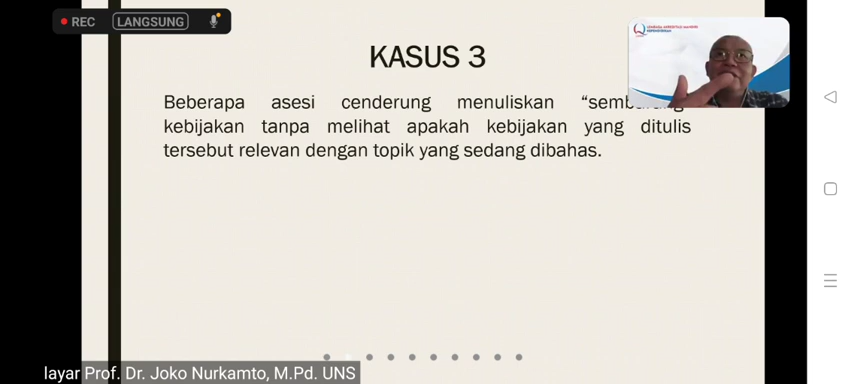 REC LANGSUNG
KASUS 3
Beberapa asesi cenderung menuliskan
kebijakan tanpa melihat apakah kebijakan yang ditulis
tersebut relevan dengan topik yang sedang dibahas.
layar Prof. Dr. Joko Nurkamto, M.Pd. UNS